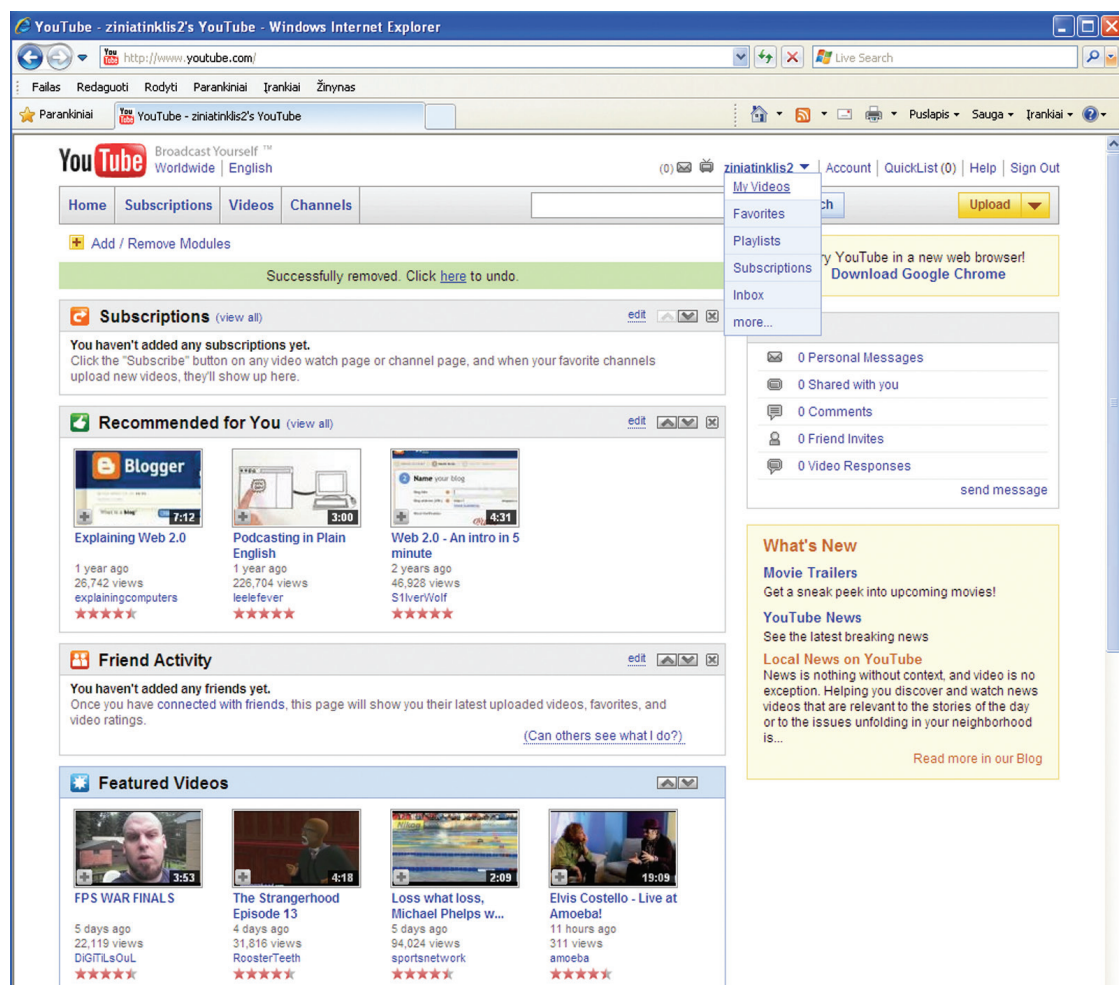 YouTube - ziniatinklis2's YouTube - Windows Internet Explorer
http://www.youtube.com/
Live Search
Failas Redaguoti Rodyti Parankiniai Įrankiai Žinynas
Parankiniai YouTube - ziniatinklis2's YouTube Puslapis Sauga Įrankiai
YouTube Broadcast Yourself ™
Worldwide | English
(0) ziniatinklis2 | Account | QuickList (0) | Help | Sign Out
Home Subscriptions Videos Channels
Upload
My Videos
Favorites
Playlists
Subscriptions
Inbox
more...
Add / Remove Modules
Successfully removed. Click here to undo.
YouTube in a new web browser!
Download Google Chrome
Subscriptions (view all) edit
You haven't added any subscriptions yet.
Click the "Subscribe" button on any video watch page or channel page, and when your favorite channels
upload new videos, they'll show up here.
0 Personal Messages
0 Shared with you
0 Comments
0 Friend Invites
0 Video Responses
send message
Recommended for You (view all) edit
Blogger
7:12
3:00
2 Name your blog
4:31
Explaining Web 2.0
1 year ago
26,742 views
explainingcomputers
Podcasting in Plain
English
1 year ago
226,704 views
leelefever
Web 2.0 - An intro in 5
minute
2 years ago
46,928 views
S1lverWolf
What's New
Movie Trailers
Get a sneak peek into upcoming movies!
YouTube News
See the latest breaking news
Local News on YouTube
News is nothing without context, and video is no
exception. Helping you discover and watch news
videos that are relevant to the stories of the day
or to the issues unfolding in your neighborhood
is...
Read more in our Blog
Friend Activity edit
You haven't added any friends yet.
Once you have connected with friends, this page will show you their latest uploaded videos, favorites, and
video ratings.
(Can others see what I do?)
Featured Videos
3:53
4:18
Nikon
2:09
19:09
FPS WAR FINALS
5 days ago
22,119 views
DiGiTiLsOuL
The Strangerhood
Episode 13
4 days ago
31,816 views
RoosterTeeth
Loss what loss,
Michael Phelps w...
5 days ago
94,024 views
sportsnetwork
Elvis Costello - Live at
Amoeba!
11 hours ago
311 views
amoeba